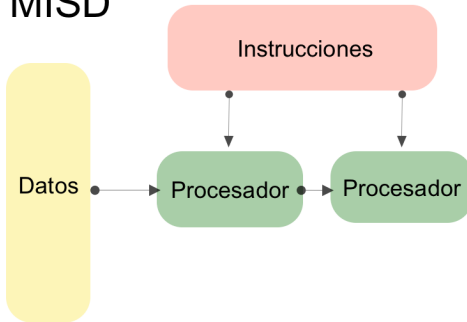 MISD
Instrucciones
Datos
Procesador
Procesador